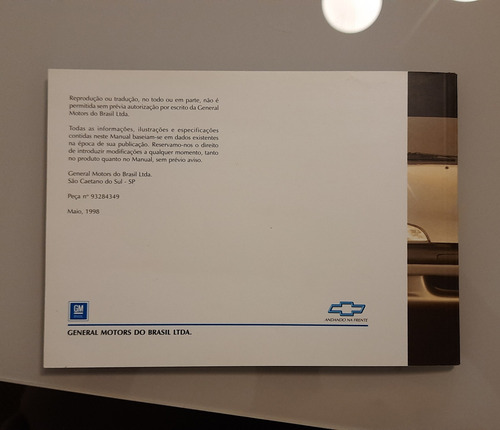 Reprodução ou tradução, no todo ou em parte, não é
permitida sem prévia autorização por escrito da General
Motors do Brasil Ltda.
Todas as informações, ilustrações e especificações
contidas neste Manual baseiam-se em dados existentes
na época de sua publicação. Reservamo-nos o direito
de introduzir modificações a qualquer momento, tanto
no produto quanto no Manual, sem prévio aviso.
General Motors do Brasil Ltda.
São Caetano do Sul - SP
Peça nº 93284349
Maio, 1998
GM
ANDANDO NA FRENTE
GENERAL MOTORS DO BRASIL LTDA.